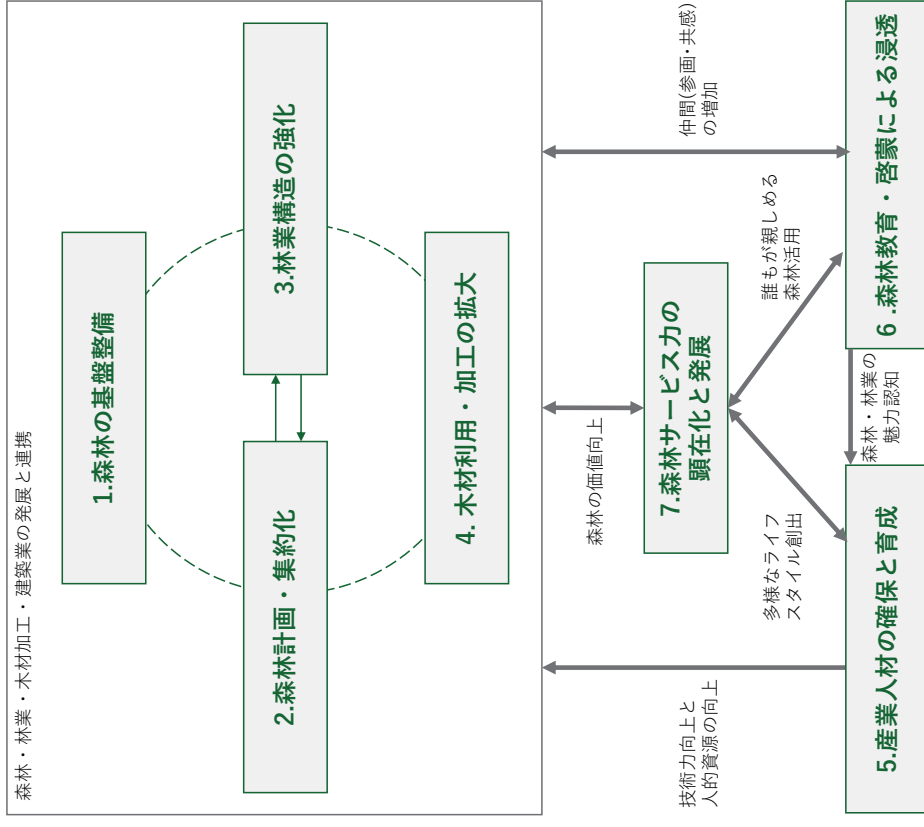 森林・林業・木材加工・建築業の発展と連携
1.森林の基盤整備
2.森林計画・集約化
3.林業構造の強化
4. 木材利用・加工の拡大
技術力向上と
人的資源の向上
森林の価値向上
仲間(参画・共感)
の増加
7.森林サービス力の
顕在化と発展
多様なライフ
スタイル創出
誰もが親しめる
森林活用
5.産業人材の確保と育成
森林・林業の
魅力認知
6 .森林教育・啓蒙による浸透